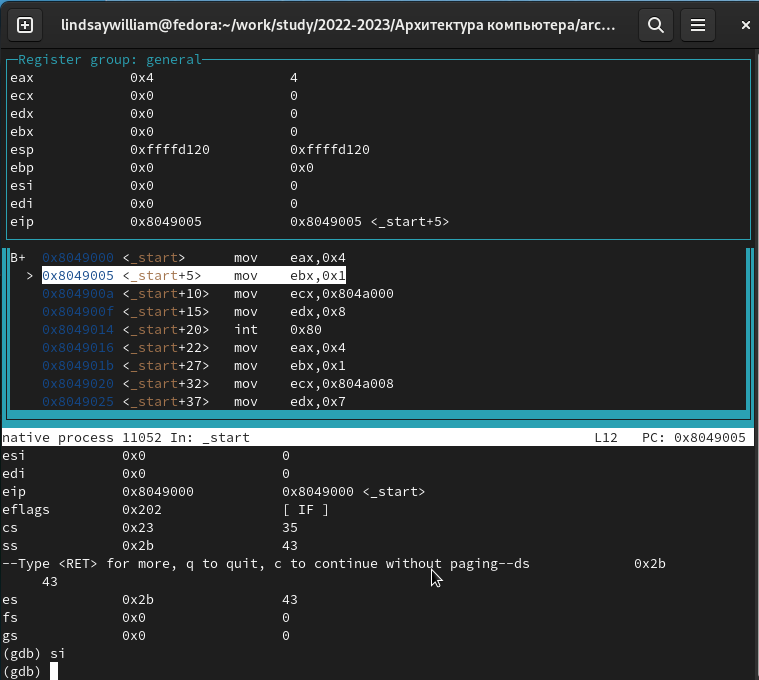 lindsaywilliam@fedora:~/work/study/2022-2023/Архитектура компьютера/arc...
Register group: general
eax 0x4 4
ecx 0x0 0
edx 0x0 0
ebx 0x0 0
esp 0xffffd120 0xffffd120
ebp 0x0 0x0
esi 0x0 0
edi 0x0 0
eip 0x8049005 0x8049005 <_start+5>
B+ 0x8049000 <_start> mov eax,0x4
> 0x8049005 <_start+5> mov ebx,0x1
0x804900a <_start+10> mov ecx,0x804a000
0x804900f <_start+15> mov edx,0x8
0x8049014 <_start+20> int 0x80
0x8049016 <_start+22> mov eax,0x4
0x804901b <_start+27> mov ebx,0x1
0x8049020 <_start+32> mov ecx,0x804a008
0x8049025 <_start+37> mov edx,0x7
native process 11052 In: _start L12 PC: 0x8049005
esi 0x0 0
edi 0x0 0
eip 0x8049000 0x8049000 <_start>
eflags 0x202 [ IF ]
cs 0x23 35
ss 0x2b 43
--Type <RET> for more, q to quit, c to continue without paging--ds 0x2b
43
es 0x2b 43
fs 0x0 0
gs 0x0 0
(gdb) si
(gdb)